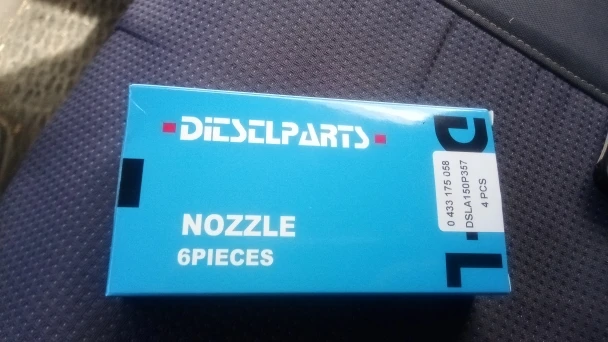 DIESELPARTS
NOZZLE
6PIECES
0 433 175 058
DSLA150P357
4 PCS
D
L